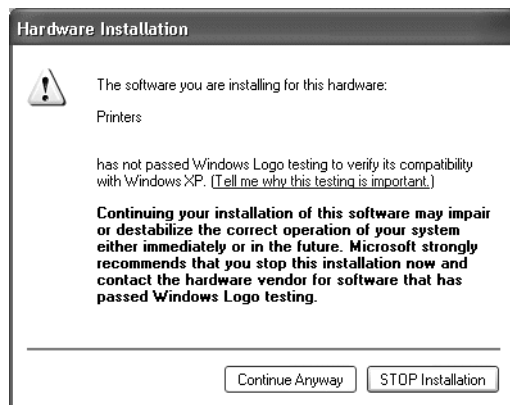 Hardware Installation
The software you are installing for this hardware:
Printers
has not passed Windows Logo testing to verify its compatibility
with Windows XP. (Tell me why this testing is important.)
Continuing your installation of this software may impair
or destabilize the correct operation of your system
either immediately or in the future. Microsoft strongly
recommends that you stop this installation now and
contact the hardware vendor for software that has
passed Windows Logo testing.
Continue Anyway
STOP Installation